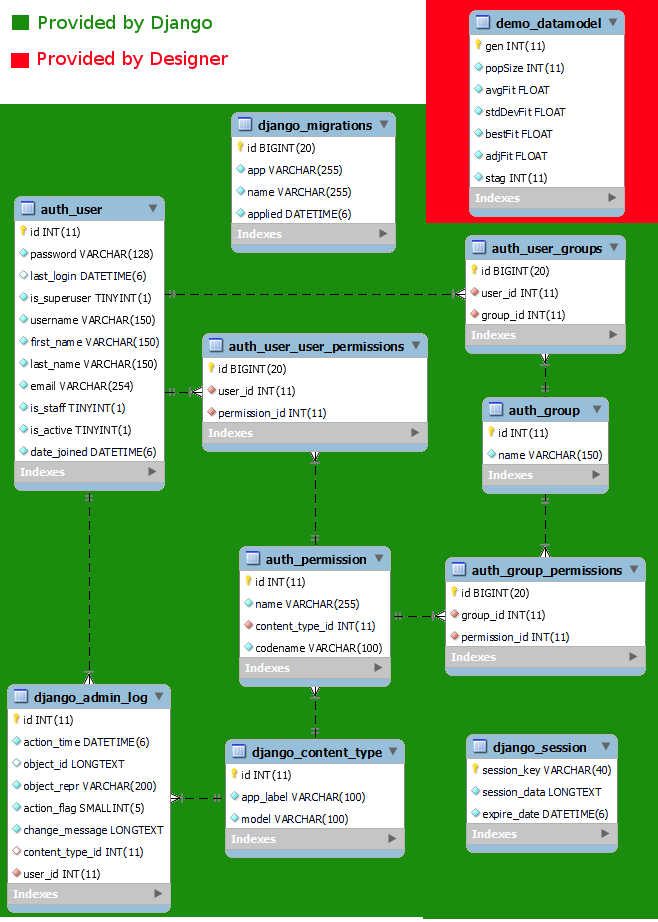 Provided by Django
Provided by Designer
demo_datamodel
gen INT(11)
popSize INT(11)
avgFit FLOAT
stdDevFit FLOAT
bestFit FLOAT
adjFit FLOAT
stag INT(11)
Indexes
django_migrations
id BIGINT(20)
app VARCHAR(255)
name VARCHAR(255)
applied DATETIME(6)
Indexes
auth_user
id INT(11)
password VARCHAR(128)
last_login DATETIME(6)
is_superuser TINYINT(1)
username VARCHAR(150)
first_name VARCHAR(150)
last_name VARCHAR(150)
email VARCHAR(254)
is_staff TINYINT(1)
is_active TINYINT(1)
date_joined DATETIME(6)
Indexes
auth_user_groups
id BIGINT(20)
user_id INT(11)
group_id INT(11)
Indexes
auth_user_user_permissions
id BIGINT(20)
user_id INT(11)
permission_id INT(11)
Indexes
auth_group
id INT(11)
name VARCHAR(150)
Indexes
auth_permission
id INT(11)
name VARCHAR(255)
content_type_id INT(11)
codename VARCHAR(100)
Indexes
auth_group_permissions
id BIGINT(20)
group_id INT(11)
permission_id INT(11)
Indexes
django_admin_log
id INT(11)
action_time DATETIME(6)
object_id LONGTEXT
object_repr VARCHAR(200)
action_flag SMALLINT(5)
change_message LONGTEXT
content_type_id INT(11)
user_id INT(11)
Indexes
django_content_type
id INT(11)
app_label VARCHAR(100)
model VARCHAR(100)
Indexes
django_session
session_key VARCHAR(40)
session_data LONGTEXT
expire_date DATETIME(6)
Indexes